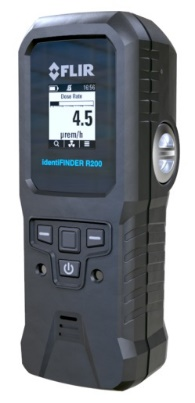 FLIR
16:56
Dose Rate
4.5
µrem/h
identiFINDER R200